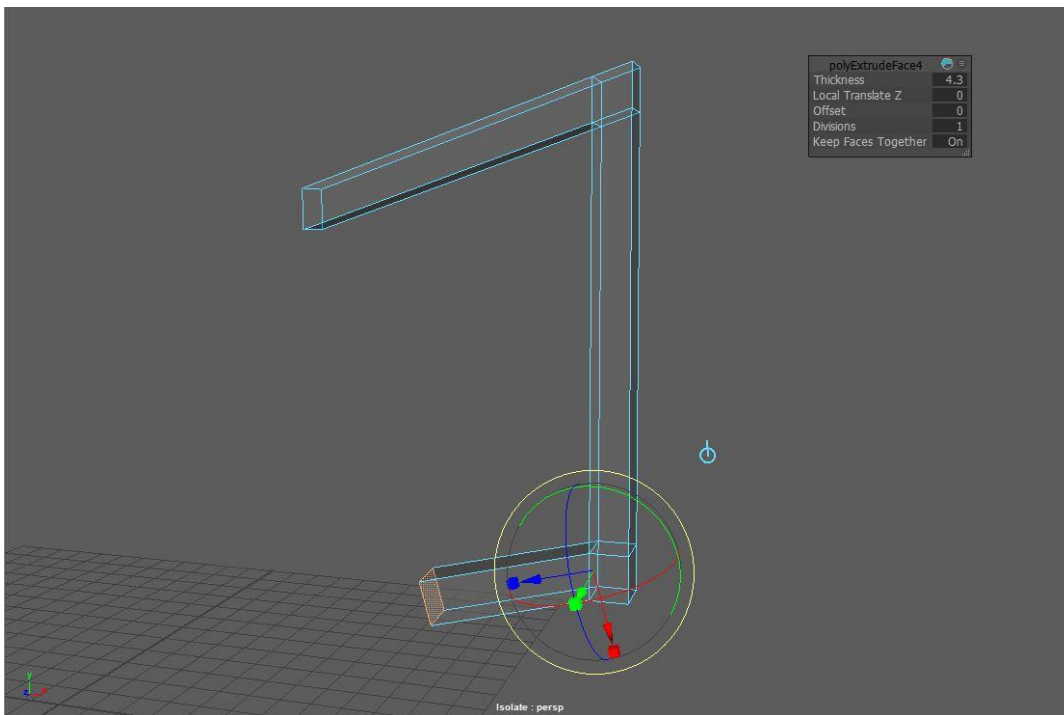 polyExtrudeFace4
Thickness 4.3
Local Translate Z 0
Offset 0
Divisions 1
Keep Faces Together On
y
z x
Isolate : persp